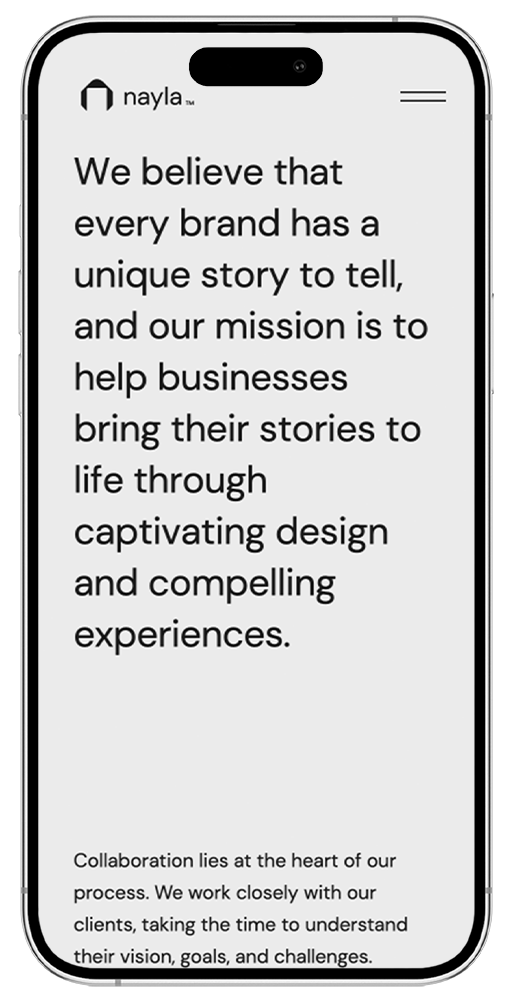 nayla™
We believe that
every brand has a
unique story to tell,
and our mission is to
help businesses
bring their stories to
life through
captivating design
and compelling
experiences.
Collaboration lies at the heart of our
process. We work closely with our
clients, taking the time to understand
their vision, goals, and challenges.